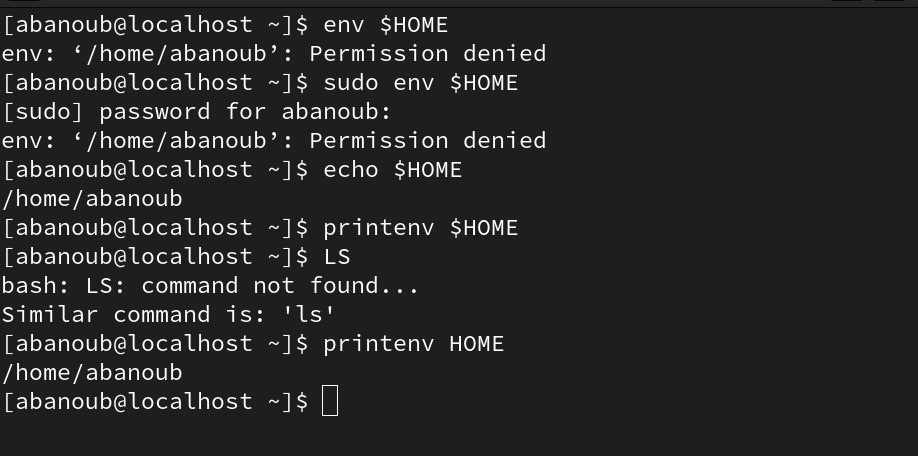 [abanoub@localhost ~]$ env $HOME
env: ‘/home/abanoub’: Permission denied
[abanoub@localhost ~]$ sudo env $HOME
[sudo] password for abanoub:
env: ‘/home/abanoub’: Permission denied
[abanoub@localhost ~]$ echo $HOME
/home/abanoub
[abanoub@localhost ~]$ printenv $HOME
[abanoub@localhost ~]$ LS
bash: LS: command not found...
Similar command is: 'ls'
[abanoub@localhost ~]$ printenv HOME
/home/abanoub
[abanoub@localhost ~]$